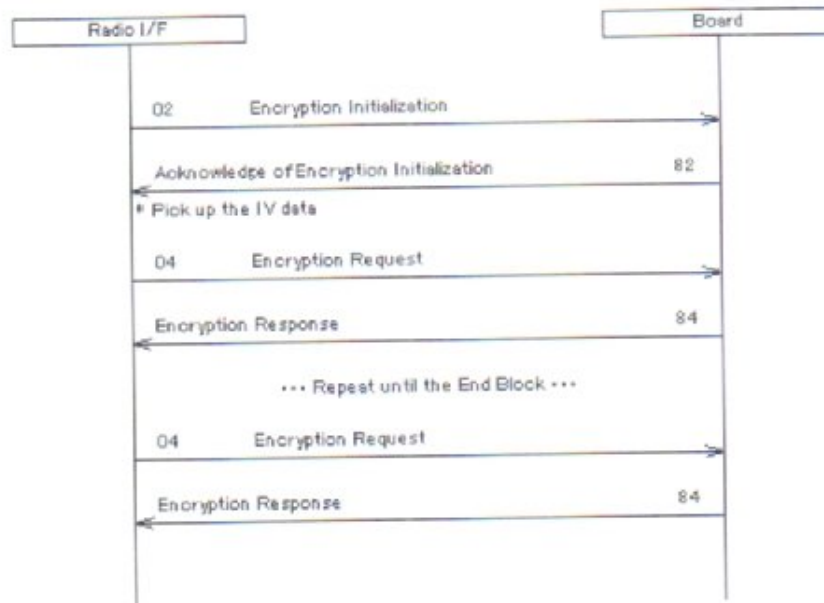 Radio I/F
Board
02 Encryption Initialization
Acknowledge of Encryption Initialization 82
* Pick up the IV data
04 Encryption Request
Encryption Response 84
... Repeat until the End Block ...
04 Encryption Request
Encryption Response 84